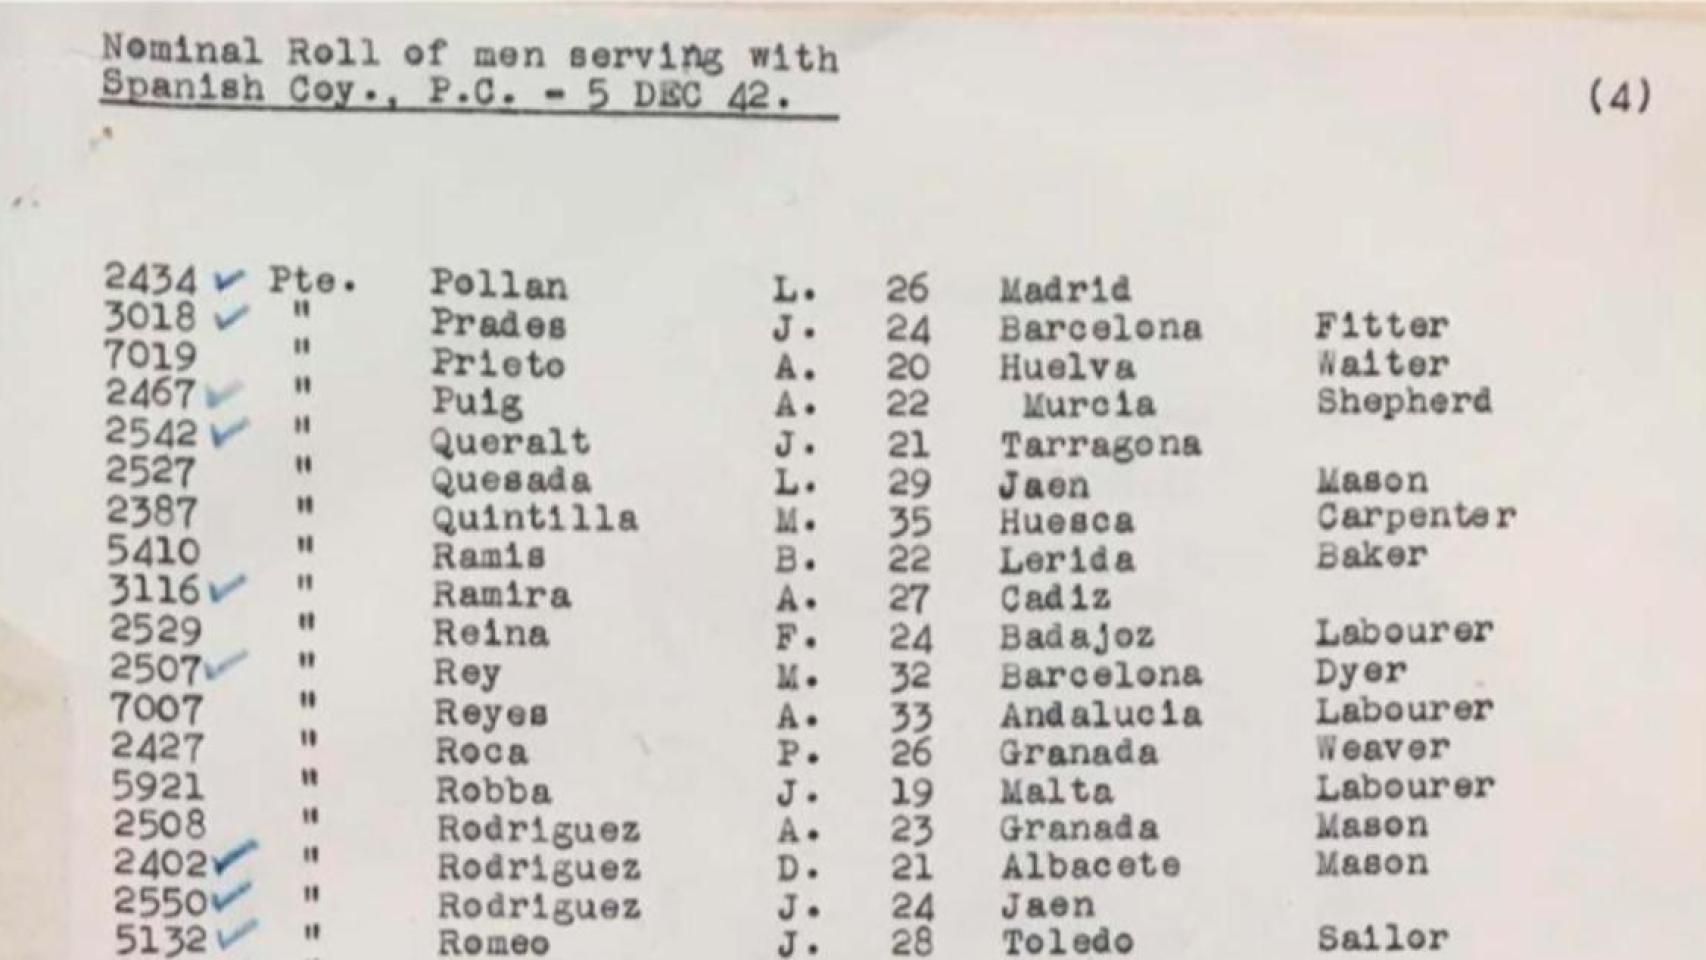 Nominal Roll of men serving with
Spanish Coy., P.C. - 5 DEC 42.
(4)
2434 ✓ Pte. Pollan L. 26 Madrid
3018 ✓ " Prades J. 24 Barcelona Fitter
7019 " Prieto A. 20 Huelva Waiter
2467 ✓ " Puig A. 22 Murcia Shepherd
2542 ✓ " Queralt J. 21 Tarragona
2527 " Quesada L. 29 Jaen Mason
2387 " Quintilla M. 35 Huesca Carpenter
5410 " Ramis B. 22 Lerida Baker
3116 ✓ " Ramira A. 27 Cadiz
2529 " Reina F. 24 Badajoz Labourer
2507 ✓ " Rey M. 32 Barcelona Dyer
7007 " Reyes A. 33 Andalucia Labourer
2427 " Roca P. 26 Granada Weaver
5921 " Robba J. 19 Malta Labourer
2508 " Rodriguez A. 23 Granada Mason
2402 ✓ " Rodriguez D. 21 Albacete Mason
2550 ✓ " Rodriguez J. 24 Jaen
5132 ✓ " Romeo J. 28 Toledo Sailor